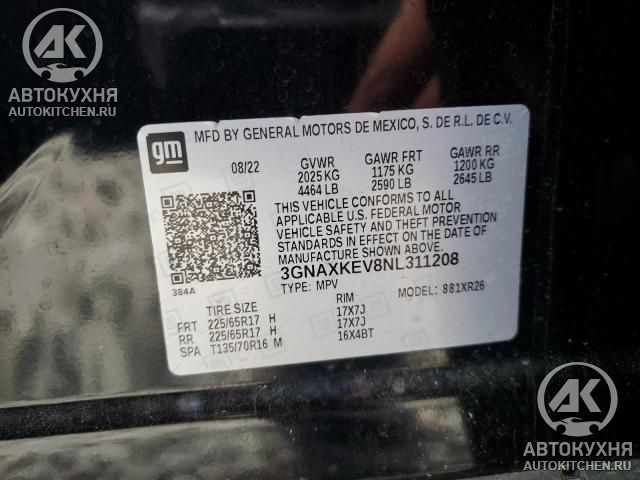 АВТОКУХНЯ
AUTOKITCHEN.RU
gm
MFD BY GENERAL MOTORS DE MEXICO, S. DE R.L. DE C.V.
08/22 GVWR GAWR FRT GAWR RR
2025 KG 1175 KG 1200 KG
4464 LB 2590 LB 2645 LB
THIS VEHICLE CONFORMS TO ALL
APPLICABLE U.S. FEDERAL MOTOR
VEHICLE SAFETY AND THEFT PREVENTION
STANDARDS IN EFFECT ON THE DATE OF
MANUFACTURE SHOWN ABOVE.
3GNAXKEV8NL311208
384A TYPE: MPV MODEL: 881XR26
TIRE SIZE RIM
FRT 225/65R17 H 17X7J
RR 225/65R17 H 17X7J
SPA T135/70R16 M 16X4BT
АК
АВТОКУХНЯ
AUTOKITCHEN.RU